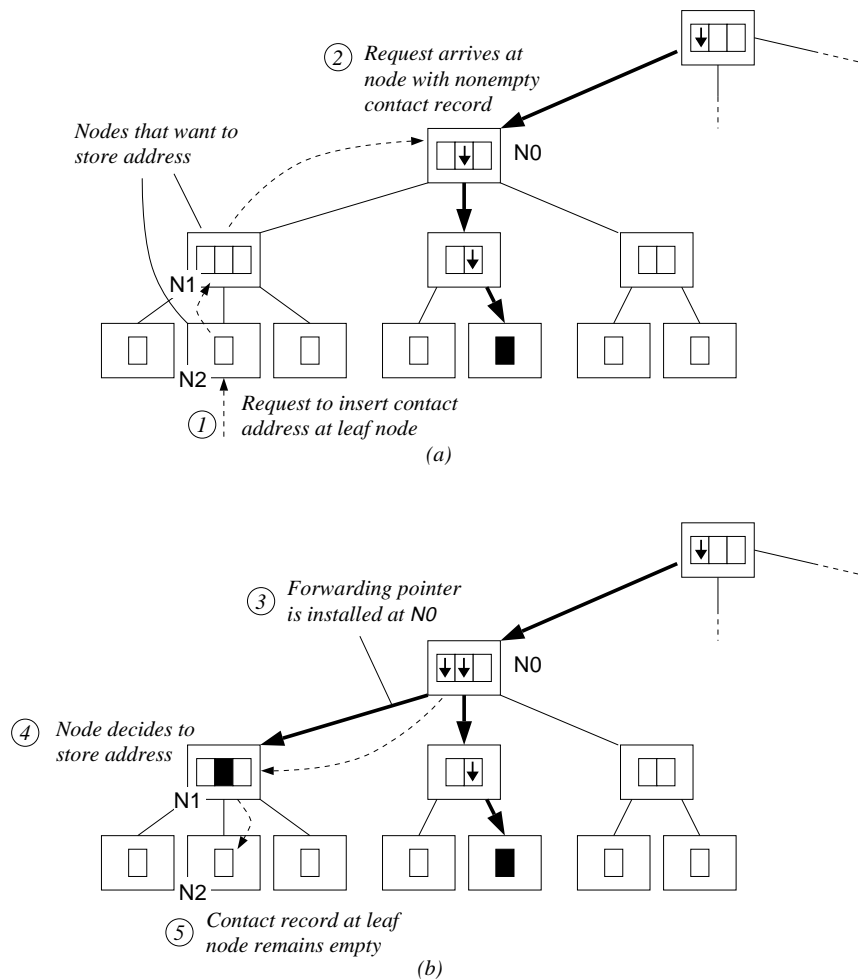 2 Request arrives at
node with nonempty
contact record
Nodes that want to
store address
N0
N1
N2
1 Request to insert contact
address at leaf node
(a)
3 Forwarding pointer
is installed at N0
N0
4 Node decides to
store address
N1
N2
5 Contact record at leaf
node remains empty
(b)